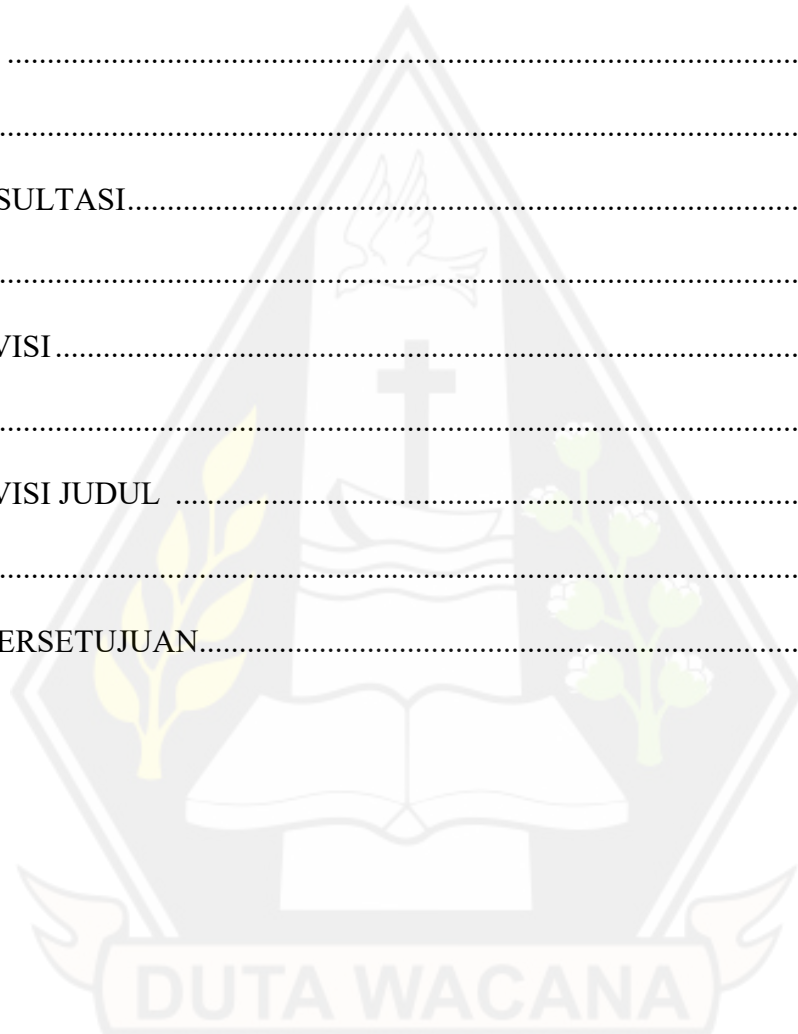 ..........................................................................................
..........................................................................................
SULTASI..........................................................................................
..........................................................................................
VISI..........................................................................................
..........................................................................................
VISI JUDUL ..........................................................................................
..........................................................................................
ERSETUJUAN..........................................................................................
DUTA WACANA